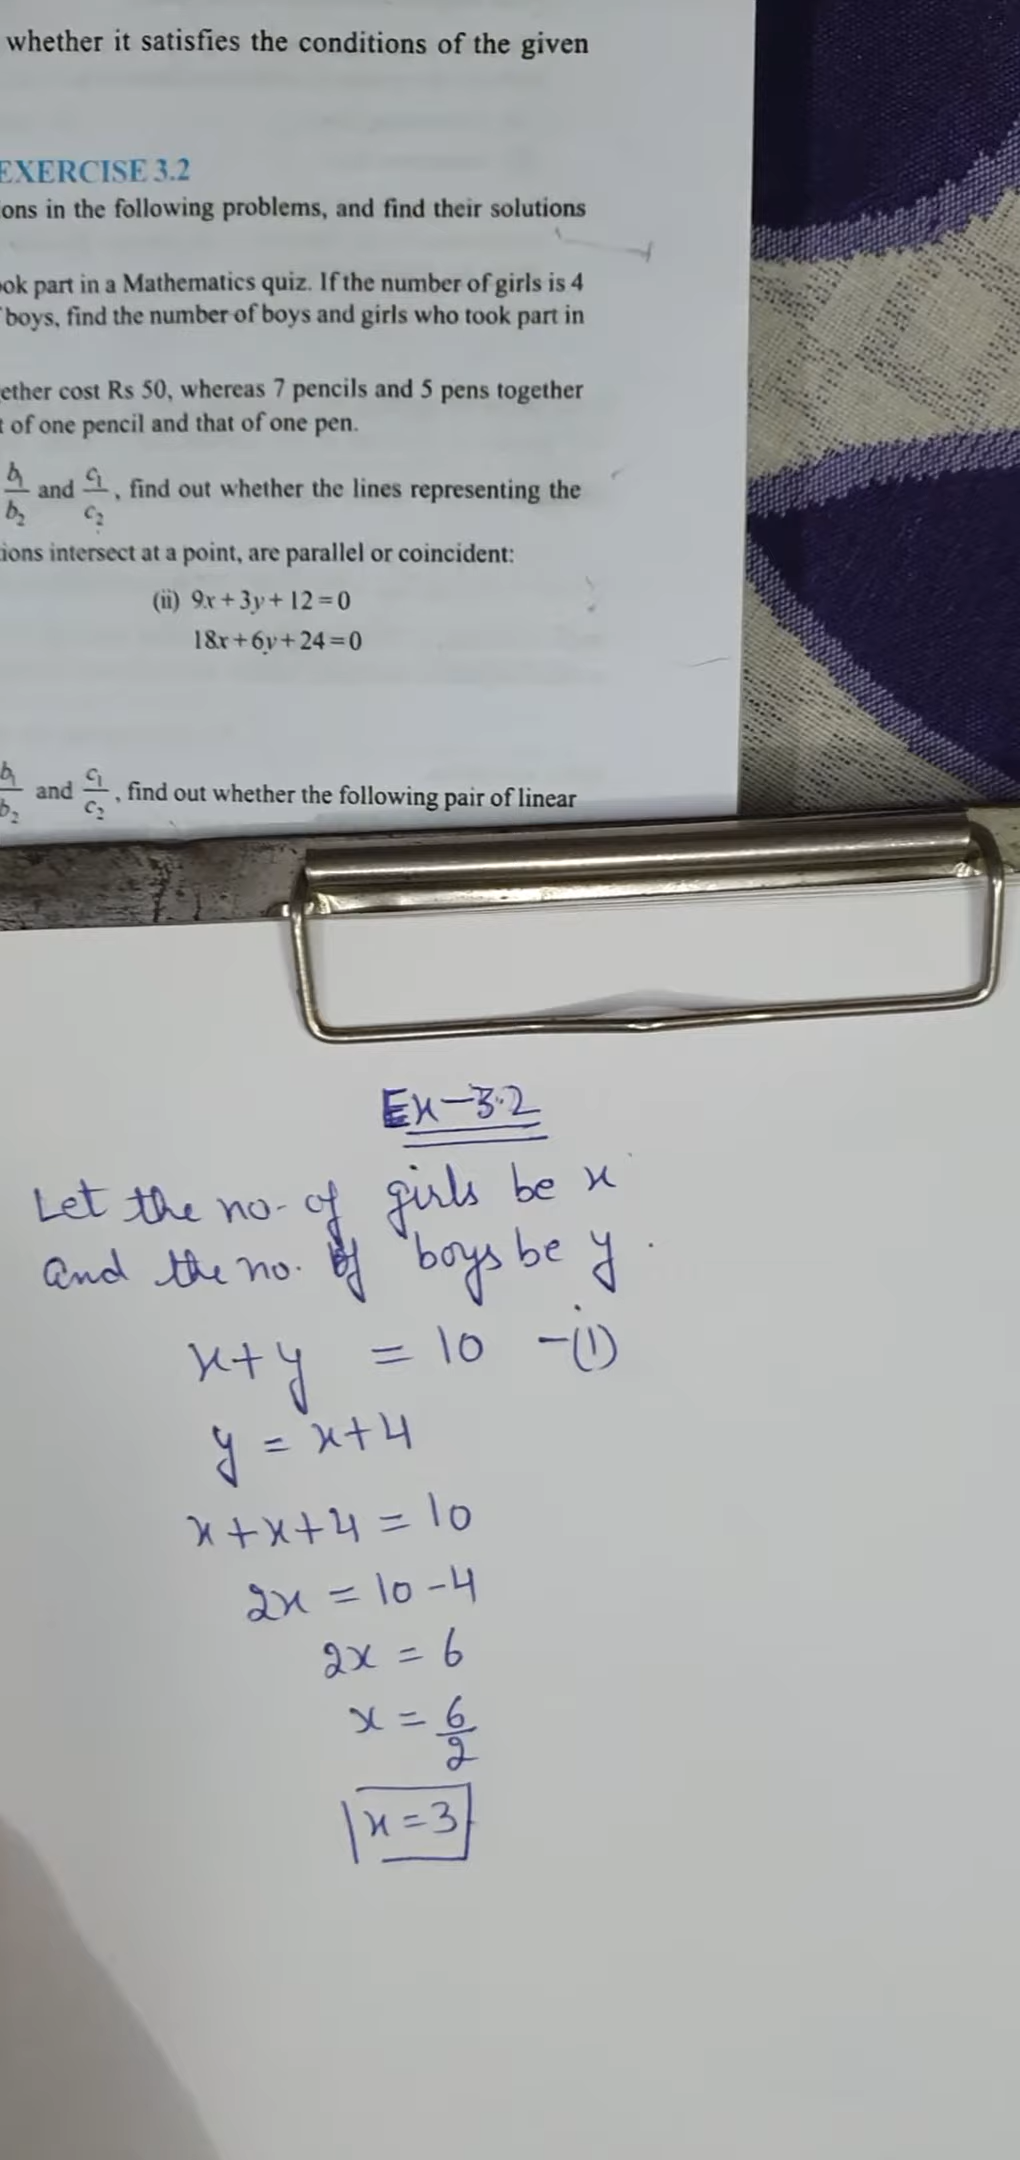 whether it satisfies the conditions of the given
EXERCISE 3.2
ons in the following problems, and find their solutions
ook part in a Mathematics quiz. If the number of girls is 4
boys, find the number of boys and girls who took part in
ether cost Rs 50, whereas 7 pencils and 5 pens together
of one pencil and that of one pen.
b₁/b₂ and c₁/c₂, find out whether the lines representing the
ions intersect at a point, are parallel or coincident:
(ii) 9x + 3y + 12 = 0
18x + 6y + 24 = 0
b₁/b₂ and c₁/c₂, find out whether the following pair of linear
Ex-3.2
Let the no. of girls be x
and the no. of boys be y.
x+y = 10 -(1)
y = x+4
x+x+4 = 10
2x = 10-4
2x = 6
x = 6/2
x = 3